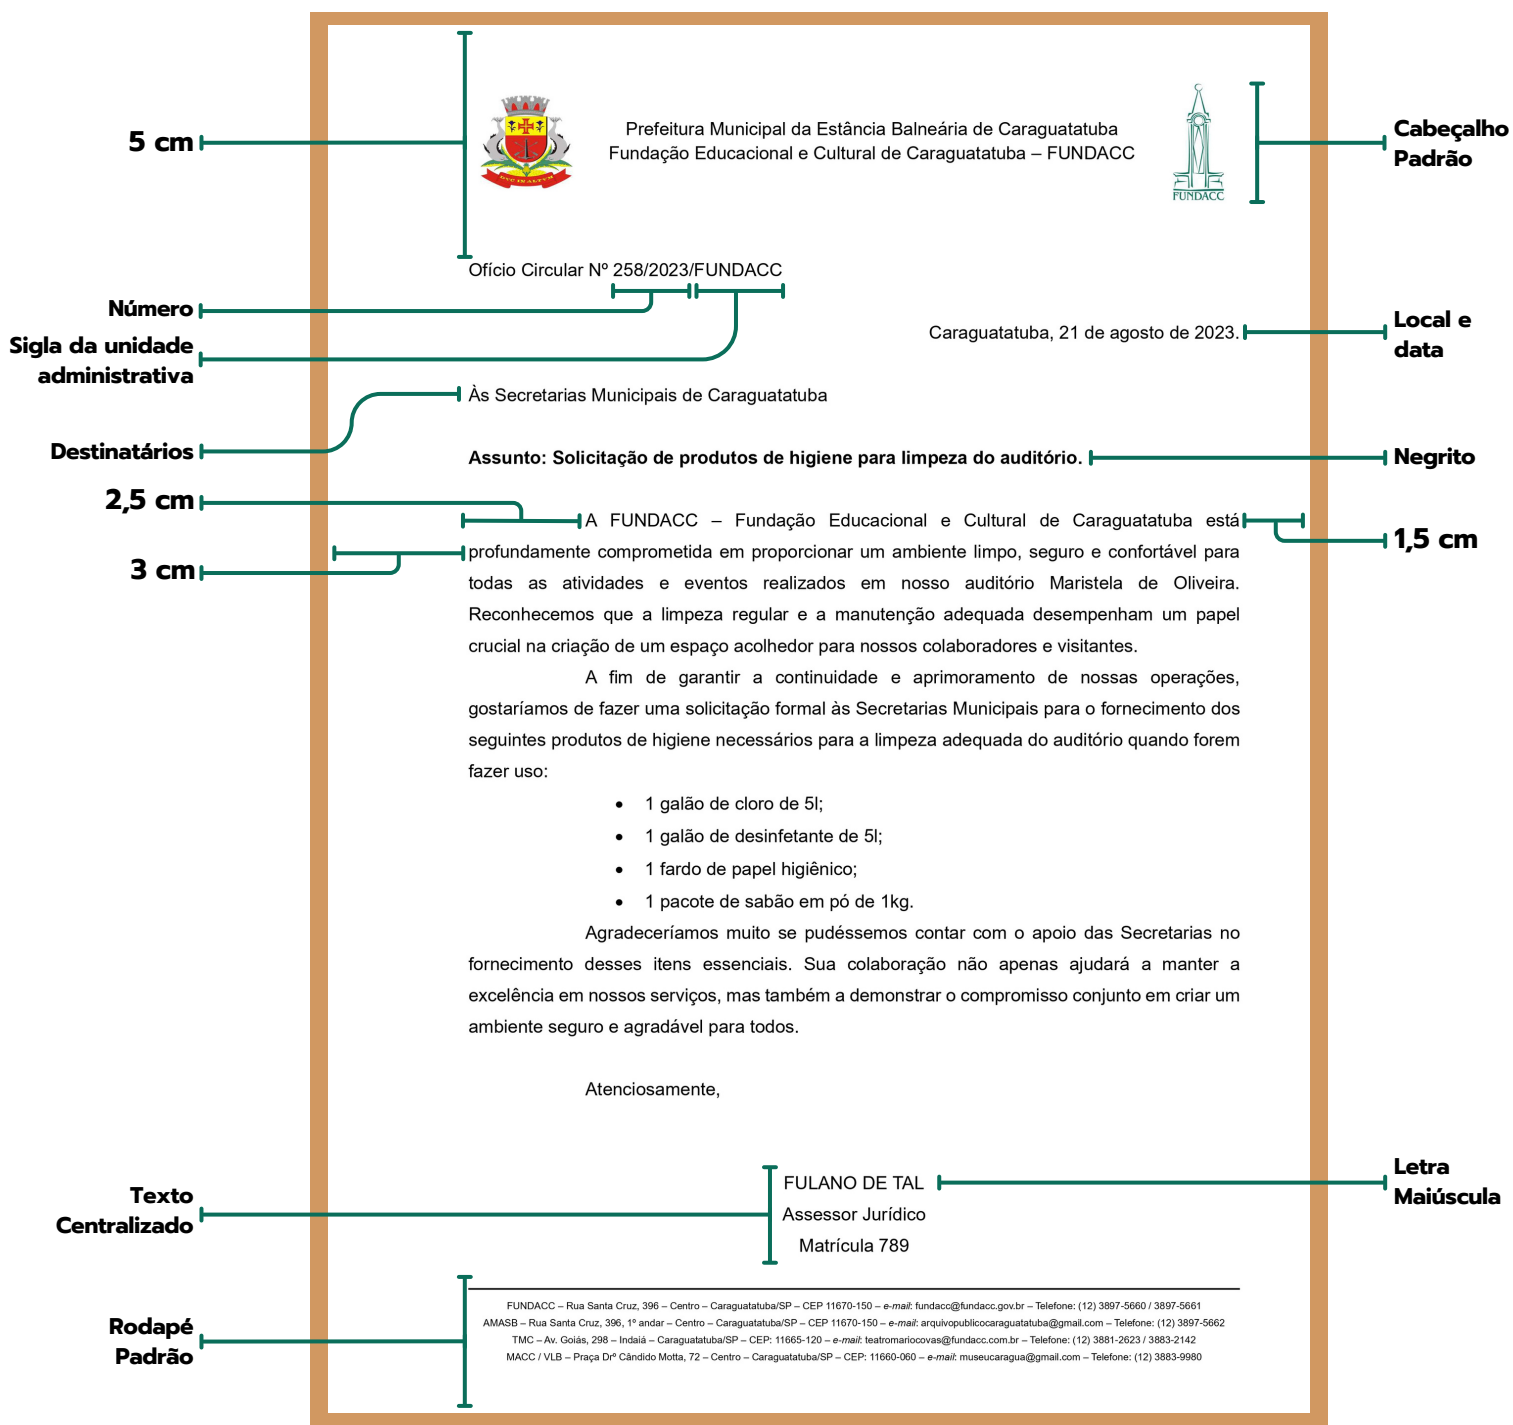 5 cm
DVC IN ALTVM
Prefeitura Municipal da Estância Balneária de Caraguatatuba
Fundação Educacional e Cultural de Caraguatatuba – FUNDACC
FUNDACC
Cabeçalho
Padrão
Ofício Circular Nº 258/2023/FUNDACC
Número
Sigla da unidade
administrativa
Caraguatatuba, 21 de agosto de 2023.
Local e
data
Às Secretarias Municipais de Caraguatatuba
Destinatários
Assunto: Solicitação de produtos de higiene para limpeza do auditório.
Negrito
2,5 cm
A FUNDACC – Fundação Educacional e Cultural de Caraguatatuba está
1,5 cm
3 cm
profundamente comprometida em proporcionar um ambiente limpo, seguro e confortável para
todas as atividades e eventos realizados em nosso auditório Maristela de Oliveira.
Reconhecemos que a limpeza regular e a manutenção adequada desempenham um papel
crucial na criação de um espaço acolhedor para nossos colaboradores e visitantes.
A fim de garantir a continuidade e aprimoramento de nossas operações,
gostaríamos de fazer uma solicitação formal às Secretarias Municipais para o fornecimento dos
seguintes produtos de higiene necessários para a limpeza adequada do auditório quando forem
fazer uso:
• 1 galão de cloro de 5l;
• 1 galão de desinfetante de 5l;
• 1 fardo de papel higiênico;
• 1 pacote de sabão em pó de 1kg.
Agradeceríamos muito se pudéssemos contar com o apoio das Secretarias no
fornecimento desses itens essenciais. Sua colaboração não apenas ajudará a manter a
excelência em nossos serviços, mas também a demonstrar o compromisso conjunto em criar um
ambiente seguro e agradável para todos.
Atenciosamente,
FULANO DE TAL
Assessor Jurídico
Matrícula 789
Letra
Maiúscula
Texto
Centralizado
FUNDACC – Rua Santa Cruz, 396 – Centro – Caraguatatuba/SP – CEP 11670-150 – e-mail: fundacc@fundacc.gov.br – Telefone: (12) 3897-5660 / 3897-5661
AMASB – Rua Santa Cruz, 396, 1º andar – Centro – Caraguatatuba/SP – CEP 11670-150 – e-mail: arquivopublicocaraguatatuba@gmail.com – Telefone: (12) 3897-5662
TMC – Av. Goiás, 298 – Indaiá – Caraguatatuba/SP – CEP: 11665-120 – e-mail: teatromariocovas@fundacc.com.br – Telefone: (12) 3881-2623 / 3883-2142
MACC / VLB – Praça Drº Cândido Motta, 72 – Centro – Caraguatatuba/SP – CEP: 11660-060 – e-mail: museucaragua@gmail.com – Telefone: (12) 3883-9980
Rodapé
Padrão